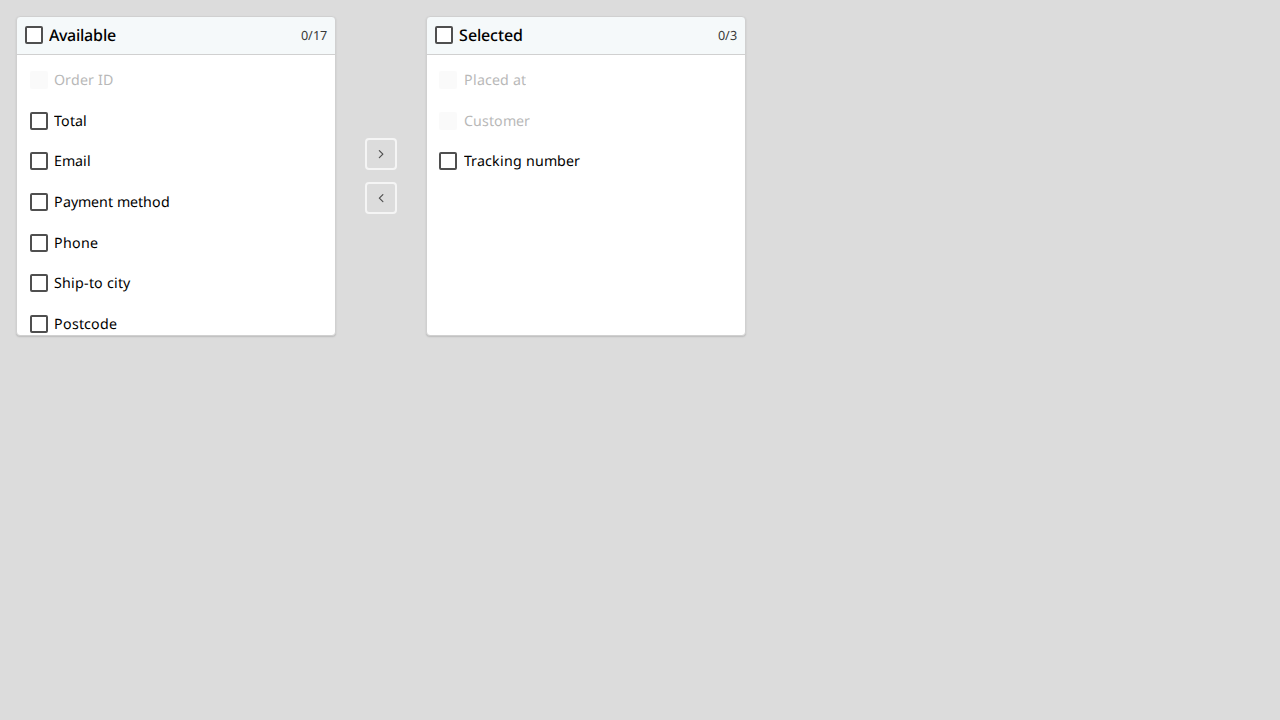 Available
0/17
Order ID
Total
Email
Payment method
Phone
Ship-to city
Postcode
Selected
0/3
Placed at
Customer
Tracking number